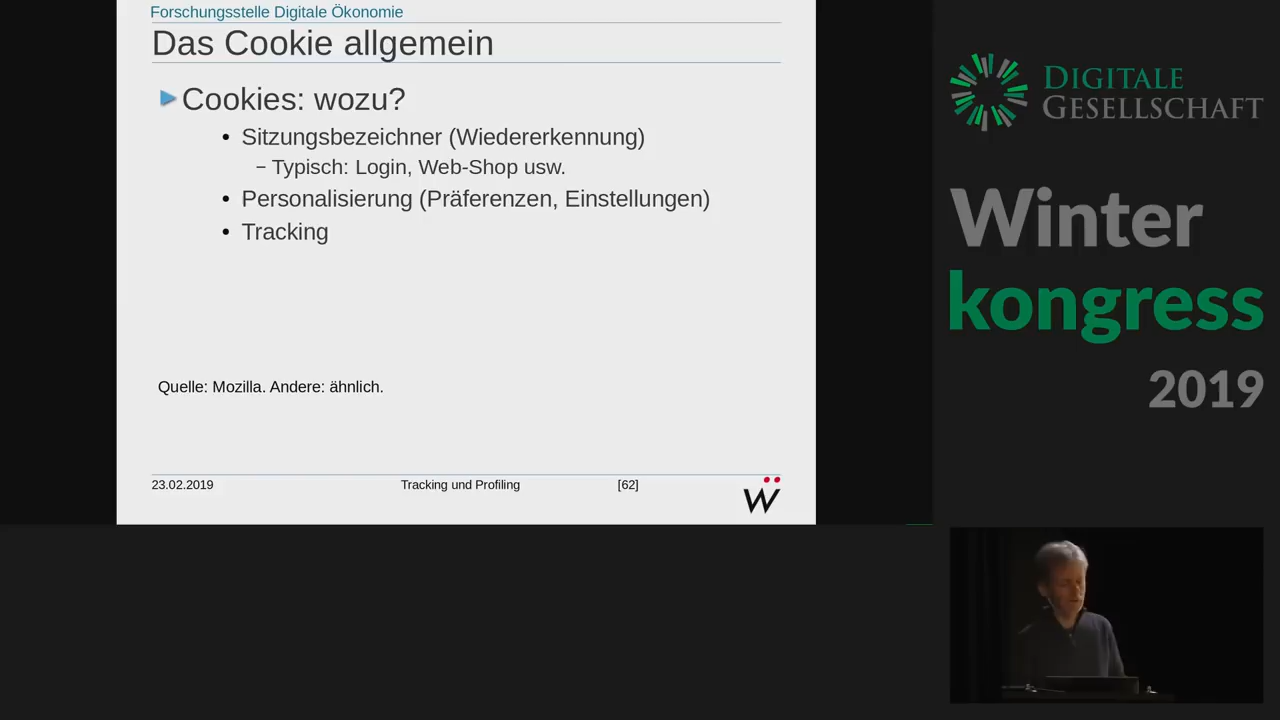 Forschungsstelle Digitale Ökonomie
Das Cookie allgemein
Cookies: wozu?
• Sitzungsbezeichner (Wiedererkennung)
– Typisch: Login, Web-Shop usw.
• Personalisierung (Präferenzen, Einstellungen)
• Tracking
Quelle: Mozilla. Andere: ähnlich.
23.02.2019 Tracking und Profiling [62]
Ẅ
DIGITALE
GESELLSCHAFT
Winter
kongress
2019